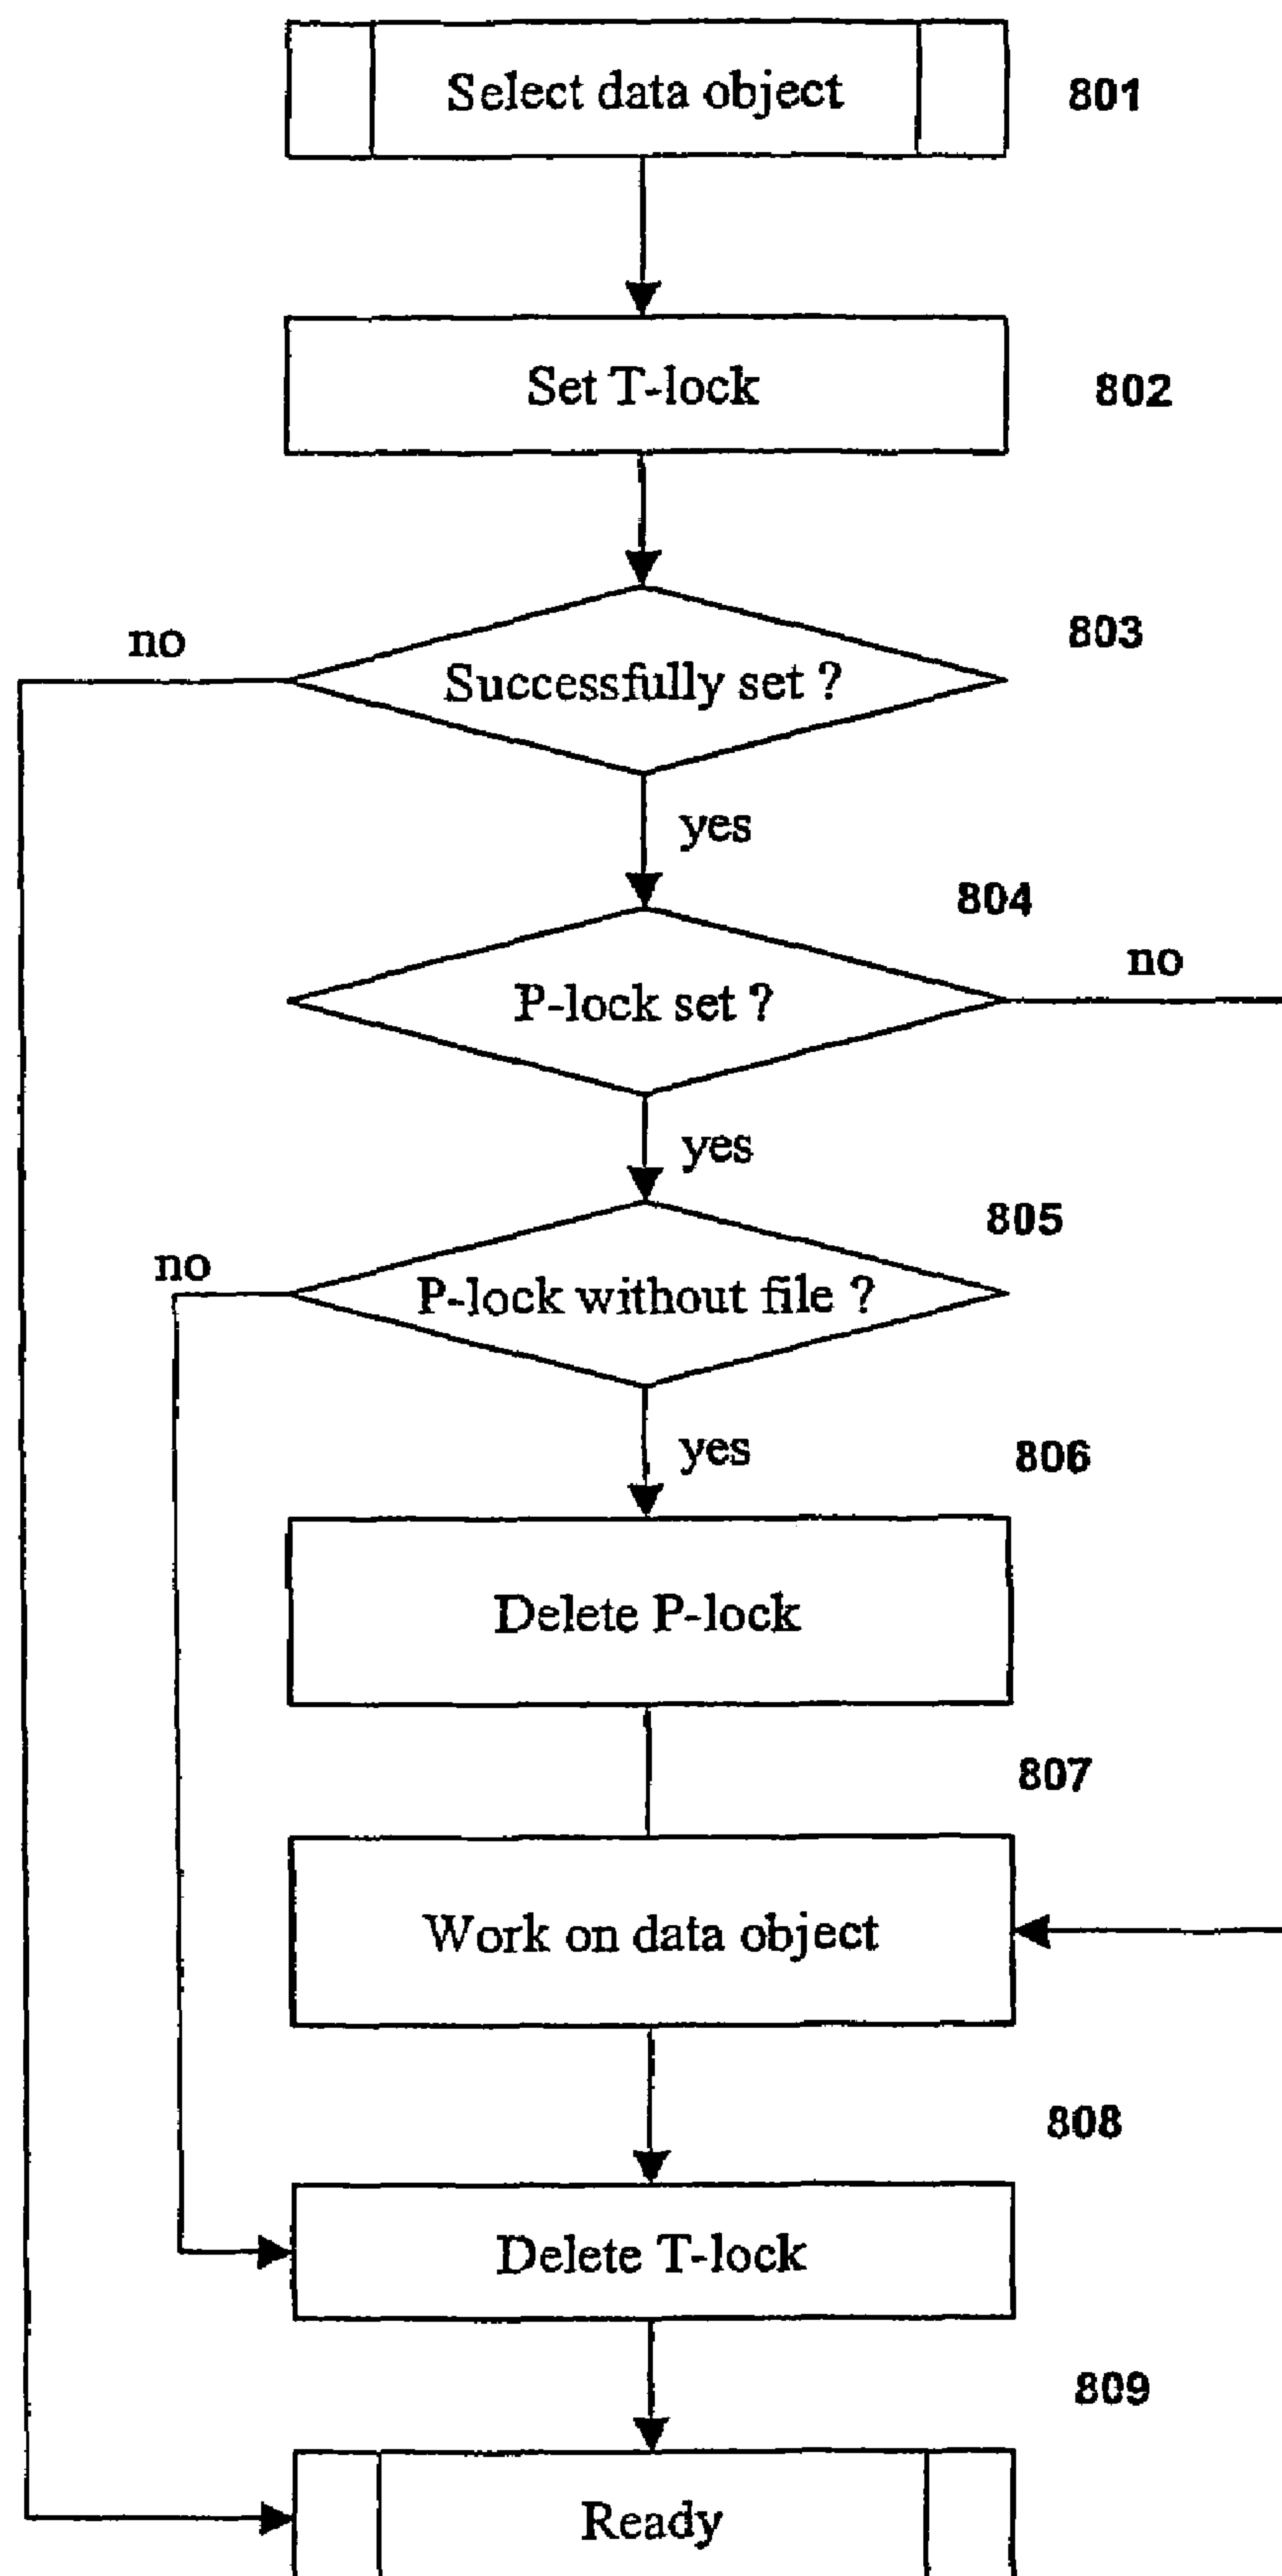 Select data object
801
Set T-lock
802
803
no
Successfully set ?
yes
804
no
P-lock set ?
yes
805
no
P-lock without file ?
yes
806
Delete P-lock
807
Work on data object
808
Delete T-lock
809
Ready